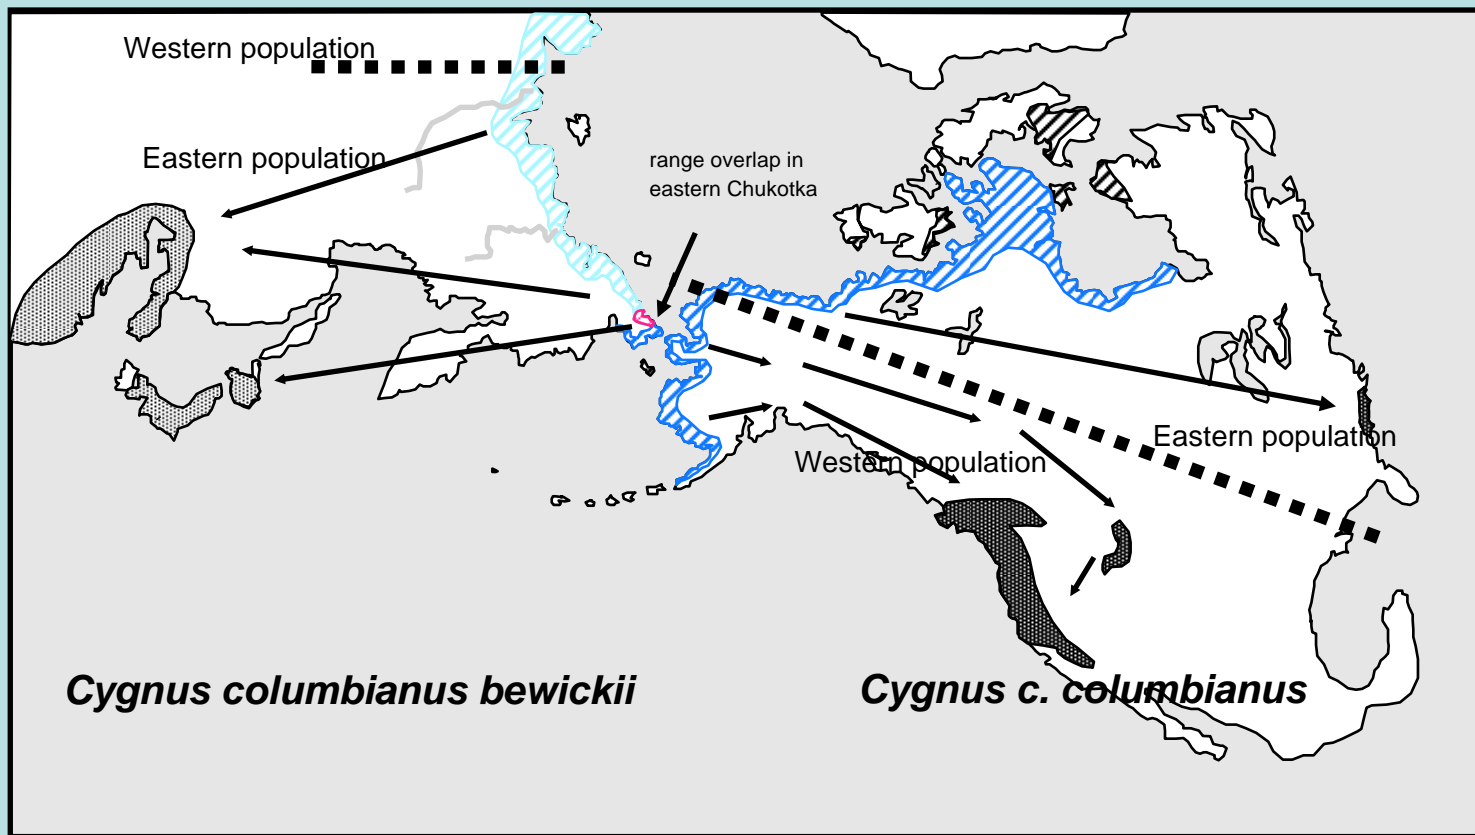 Western population
Eastern population
range overlap in
eastern Chukotka
Eastern population
Western population
Cygnus columbianus bewickii
Cygnus c. columbianus